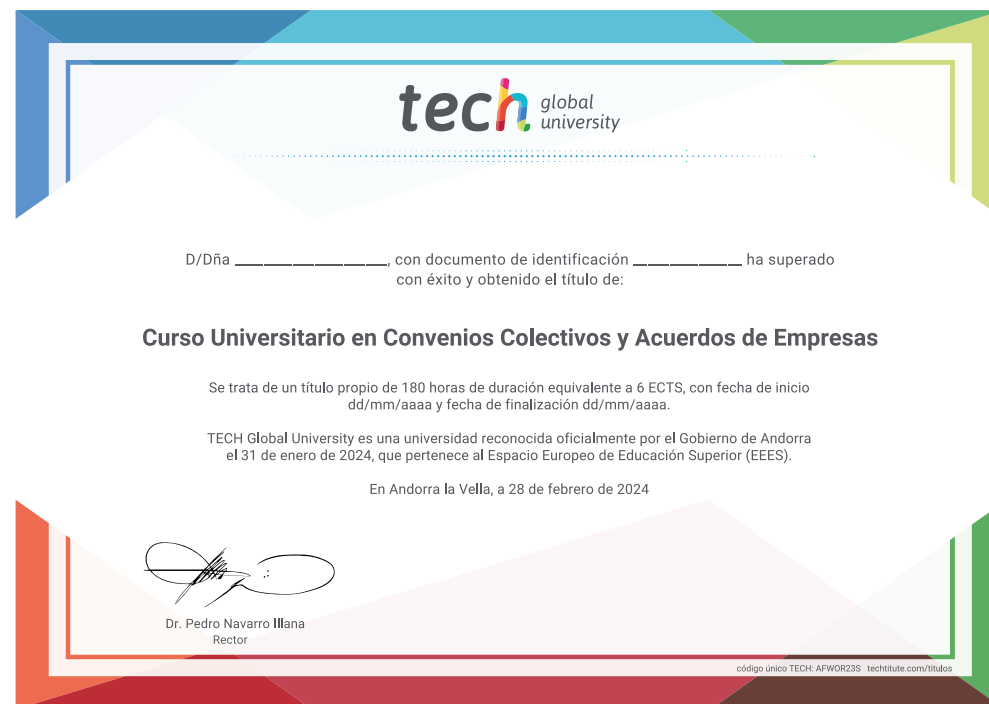 tech global university
D/Dña ________________, con documento de identificación ____________ ha superado
con éxito y obtenido el título de:
Curso Universitario en Convenios Colectivos y Acuerdos de Empresas
Se trata de un título propio de 180 horas de duración equivalente a 6 ECTS, con fecha de inicio
dd/mm/aaaa y fecha de finalización dd/mm/aaaa.
TECH Global University es una universidad reconocida oficialmente por el Gobierno de Andorra
el 31 de enero de 2024, que pertenece al Espacio Europeo de Educación Superior (EEES).
En Andorra la Vella, a 28 de febrero de 2024
Dr. Pedro Navarro Illana
Rector
código único TECH: AFWOR23S techtitute.com/titulos